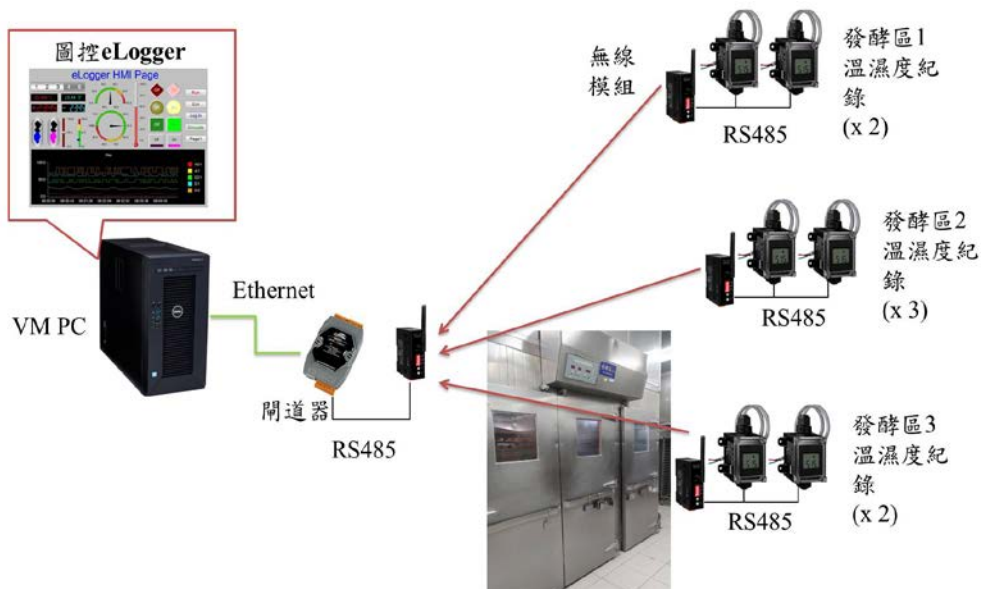 圖控eLogger
eLogger HMI Page
無線
模組
RS485
發酵區1
溫濕度紀
錄
(x 2)
Ethernet
VM PC
閘道器
RS485
發酵區2
溫濕度紀
錄
(x 3)
RS485
發酵區3
溫濕度紀
錄
(x 2)
RS485